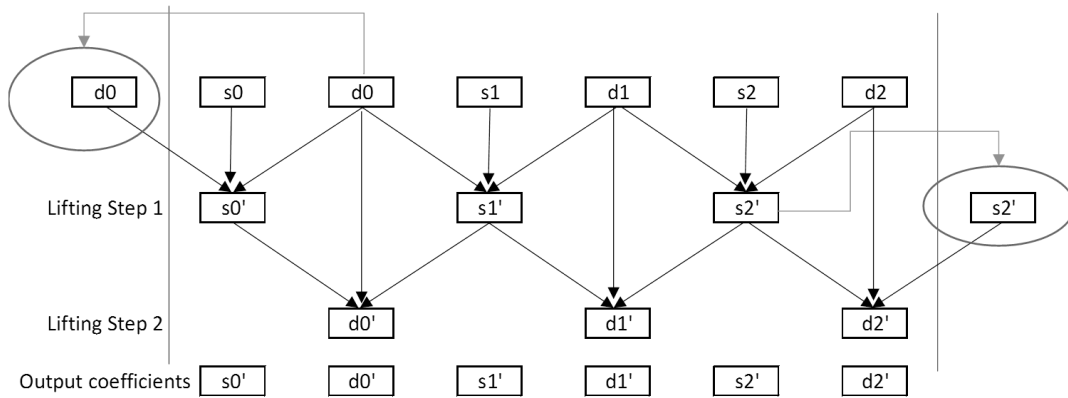 d0 s0 d0 s1 d1 s2 d2
Lifting Step 1 s0' s1' s2' s2'
Lifting Step 2 d0' d1' d2'
Output coefficients s0' d0' s1' d1' s2' d2'